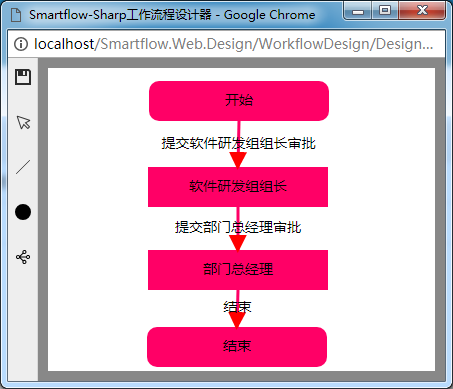 Smartflow-Sharp工作流程设计器 - Google Chrome
localhost/Smartflow.Web.Design/WorkflowDesign/Design...
开始
提交软件研发组组长审批
软件研发组组长
提交部门总经理审批
部门总经理
结束
结束